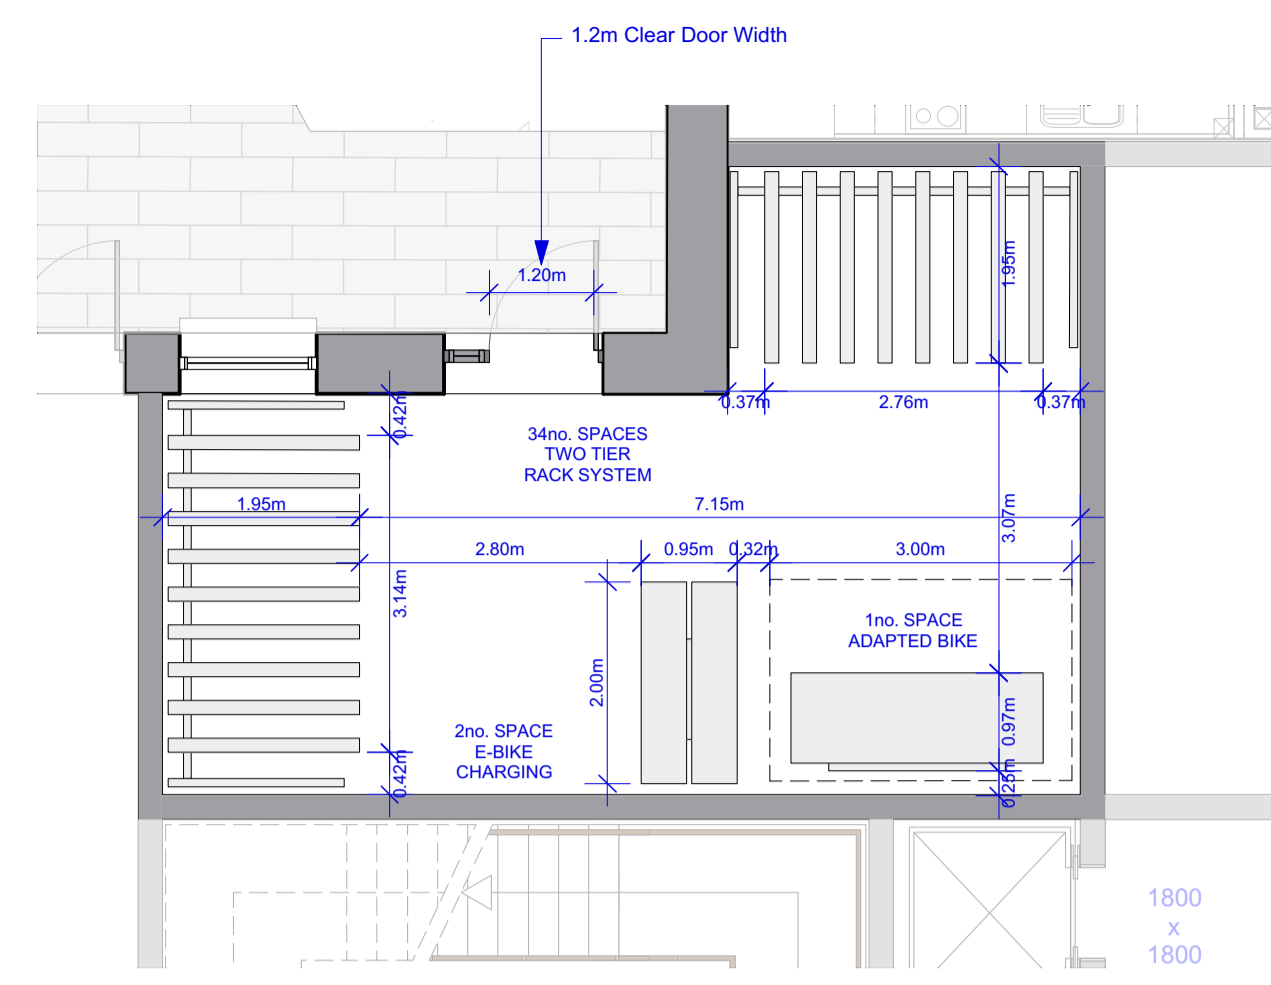 1.2m Clear Door Width
1.20m
1.95m
0.37m
2.76m
0.37m
0.42m
34no. SPACES
TWO TIER
RACK SYSTEM
1.95m
7.15m
3.07m
2.80m
0.95m
0.32m
3.00m
3.14m
1no. SPACE
ADAPTED BIKE
2.00m
0.97m
2no. SPACE
E-BIKE
CHARGING
0.42m
0.25m
1800
x
1800